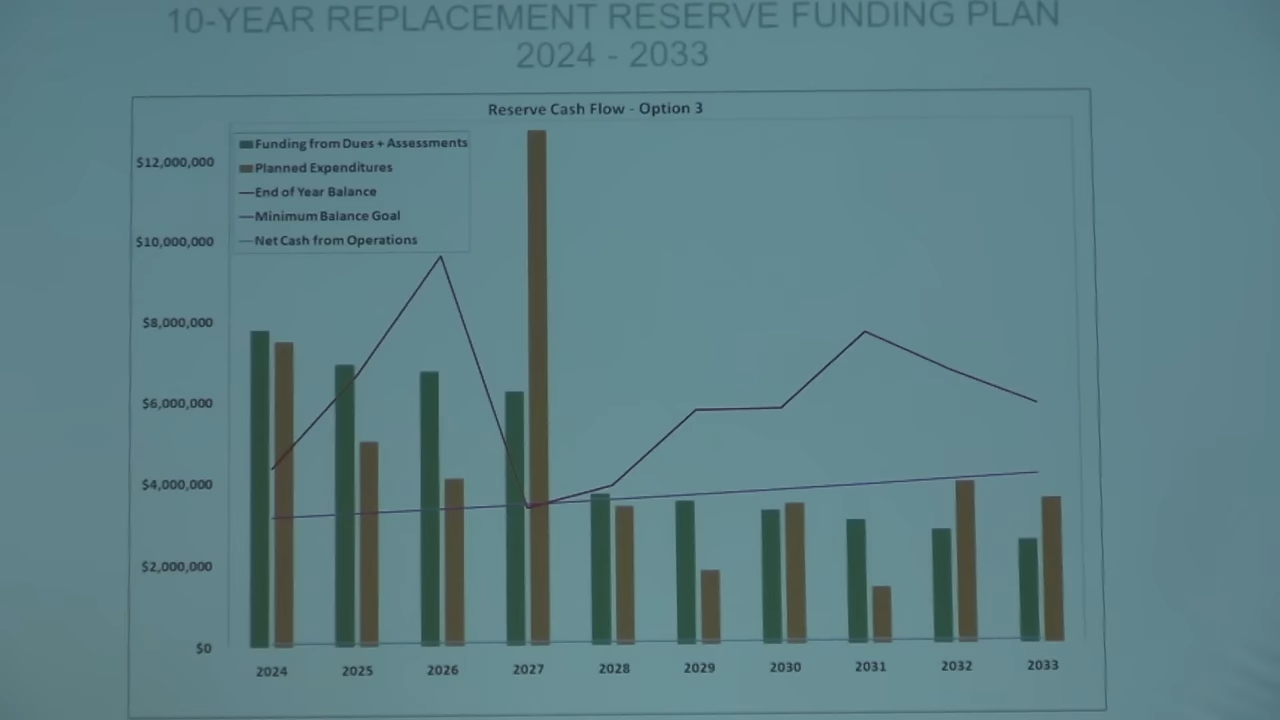 10-YEAR REPLACEMENT RESERVE FUNDING PLAN
2024 - 2033
Reserve Cash Flow - Option 3
Funding from Dues + Assessments
Planned Expenditures
End of Year Balance
Minimum Balance Goal
Net Cash from Operations
$12,000,000
$10,000,000
$8,000,000
$6,000,000
$4,000,000
$2,000,000
$0
2024 2025 2026 2027 2028 2029 2030 2031 2032 2033